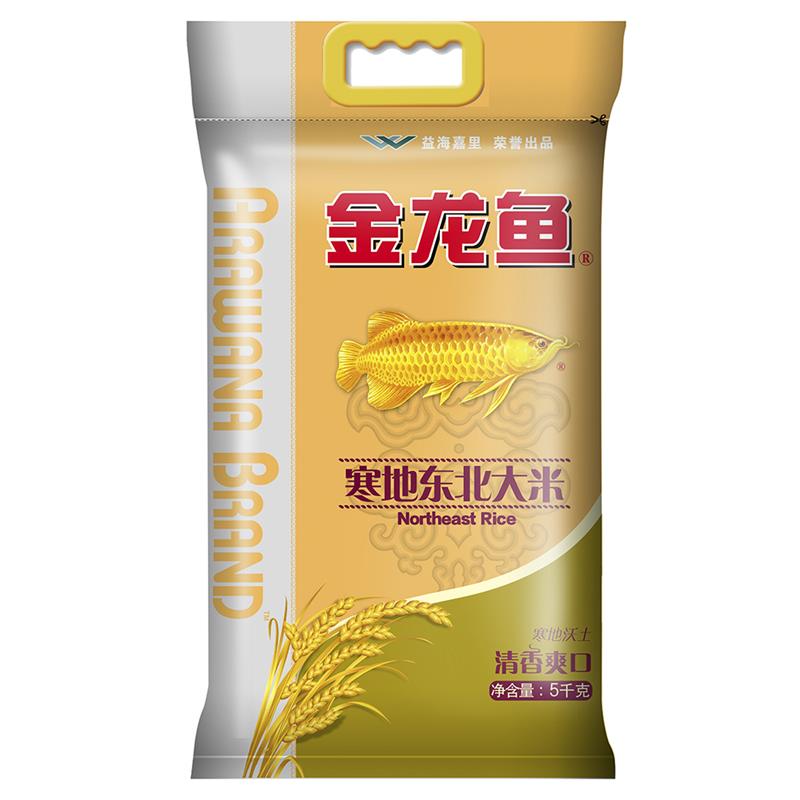 益海嘉里 荣誉出品
金龙鱼®
®
寒地东北大米
Northeast Rice
ARAWANA BRAND™
寒地沃土
清香爽口
净含量：5千克